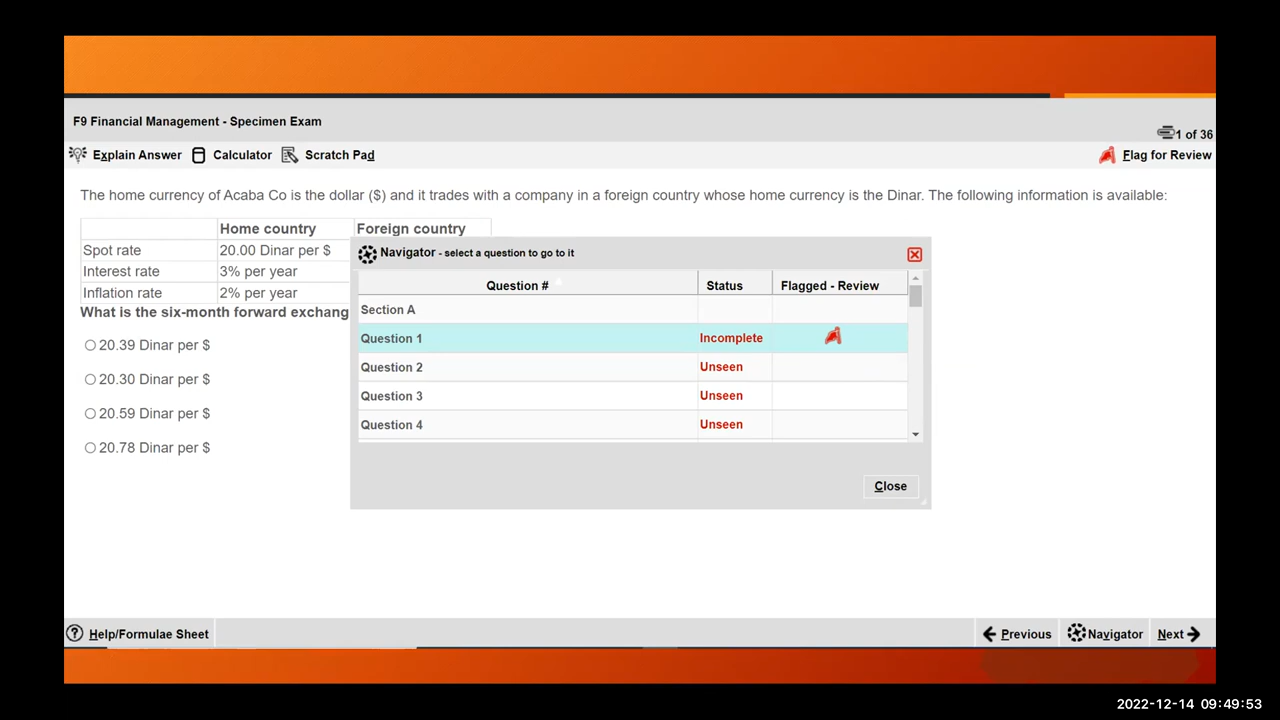 F9 Financial Management - Specimen Exam
1 of 36
Explain Answer Calculator Scratch Pad Flag for Review
The home currency of Acaba Co is the dollar ($) and it trades with a company in a foreign country whose home currency is the Dinar. The following information is available:
Home country Foreign country
Spot rate 20.00 Dinar per $
Interest rate 3% per year
Inflation rate 2% per year
What is the six-month forward exchang
20.39 Dinar per $
20.30 Dinar per $
20.59 Dinar per $
20.78 Dinar per $
Navigator - select a question to go to it
Question # Status Flagged - Review
Section A
Question 1 Incomplete
Question 2 Unseen
Question 3 Unseen
Question 4 Unseen
Close
Help/Formulae Sheet Previous Navigator Next
2022-12-14 09:49:53